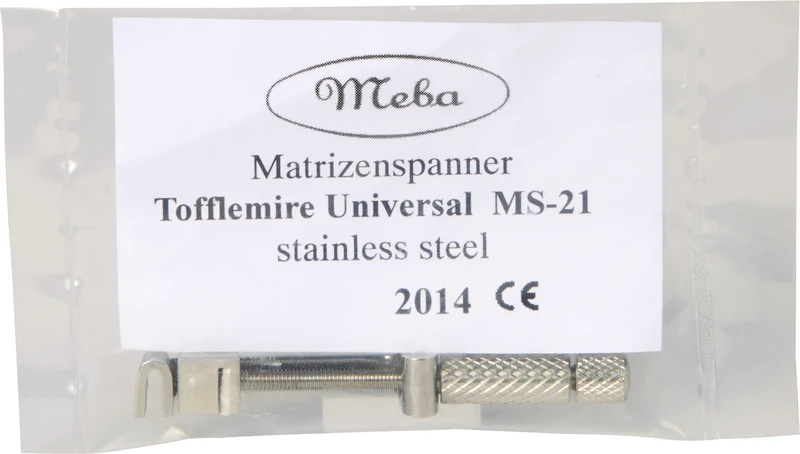 Meba
Matrizenspanner
Tofflemire Universal MS-21
stainless steel
2014 CE